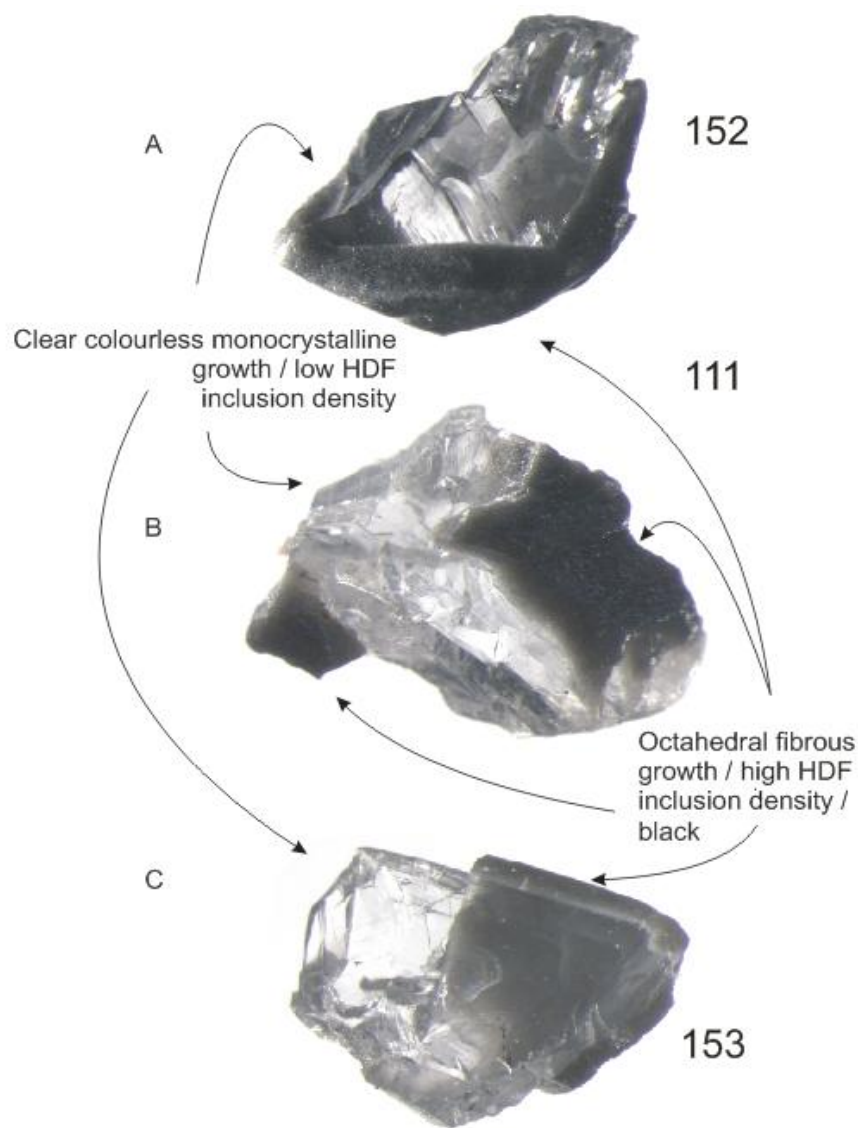 A
152
Clear colourless monocrystalline
growth / low HDF
inclusion density
111
B
Octahedral fibrous
growth / high HDF
inclusion density /
black
C
153